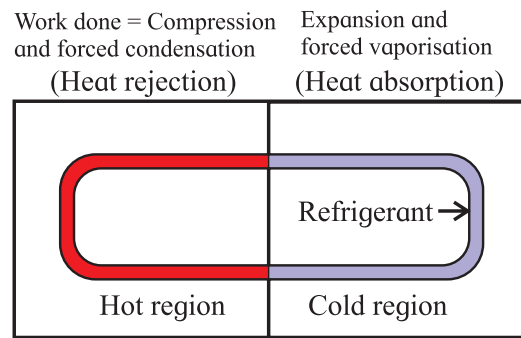 Work done = Compression
and forced condensation
(Heat rejection)
Expansion and
forced vaporisation
(Heat absorption)
Refrigerant
Hot region
Cold region